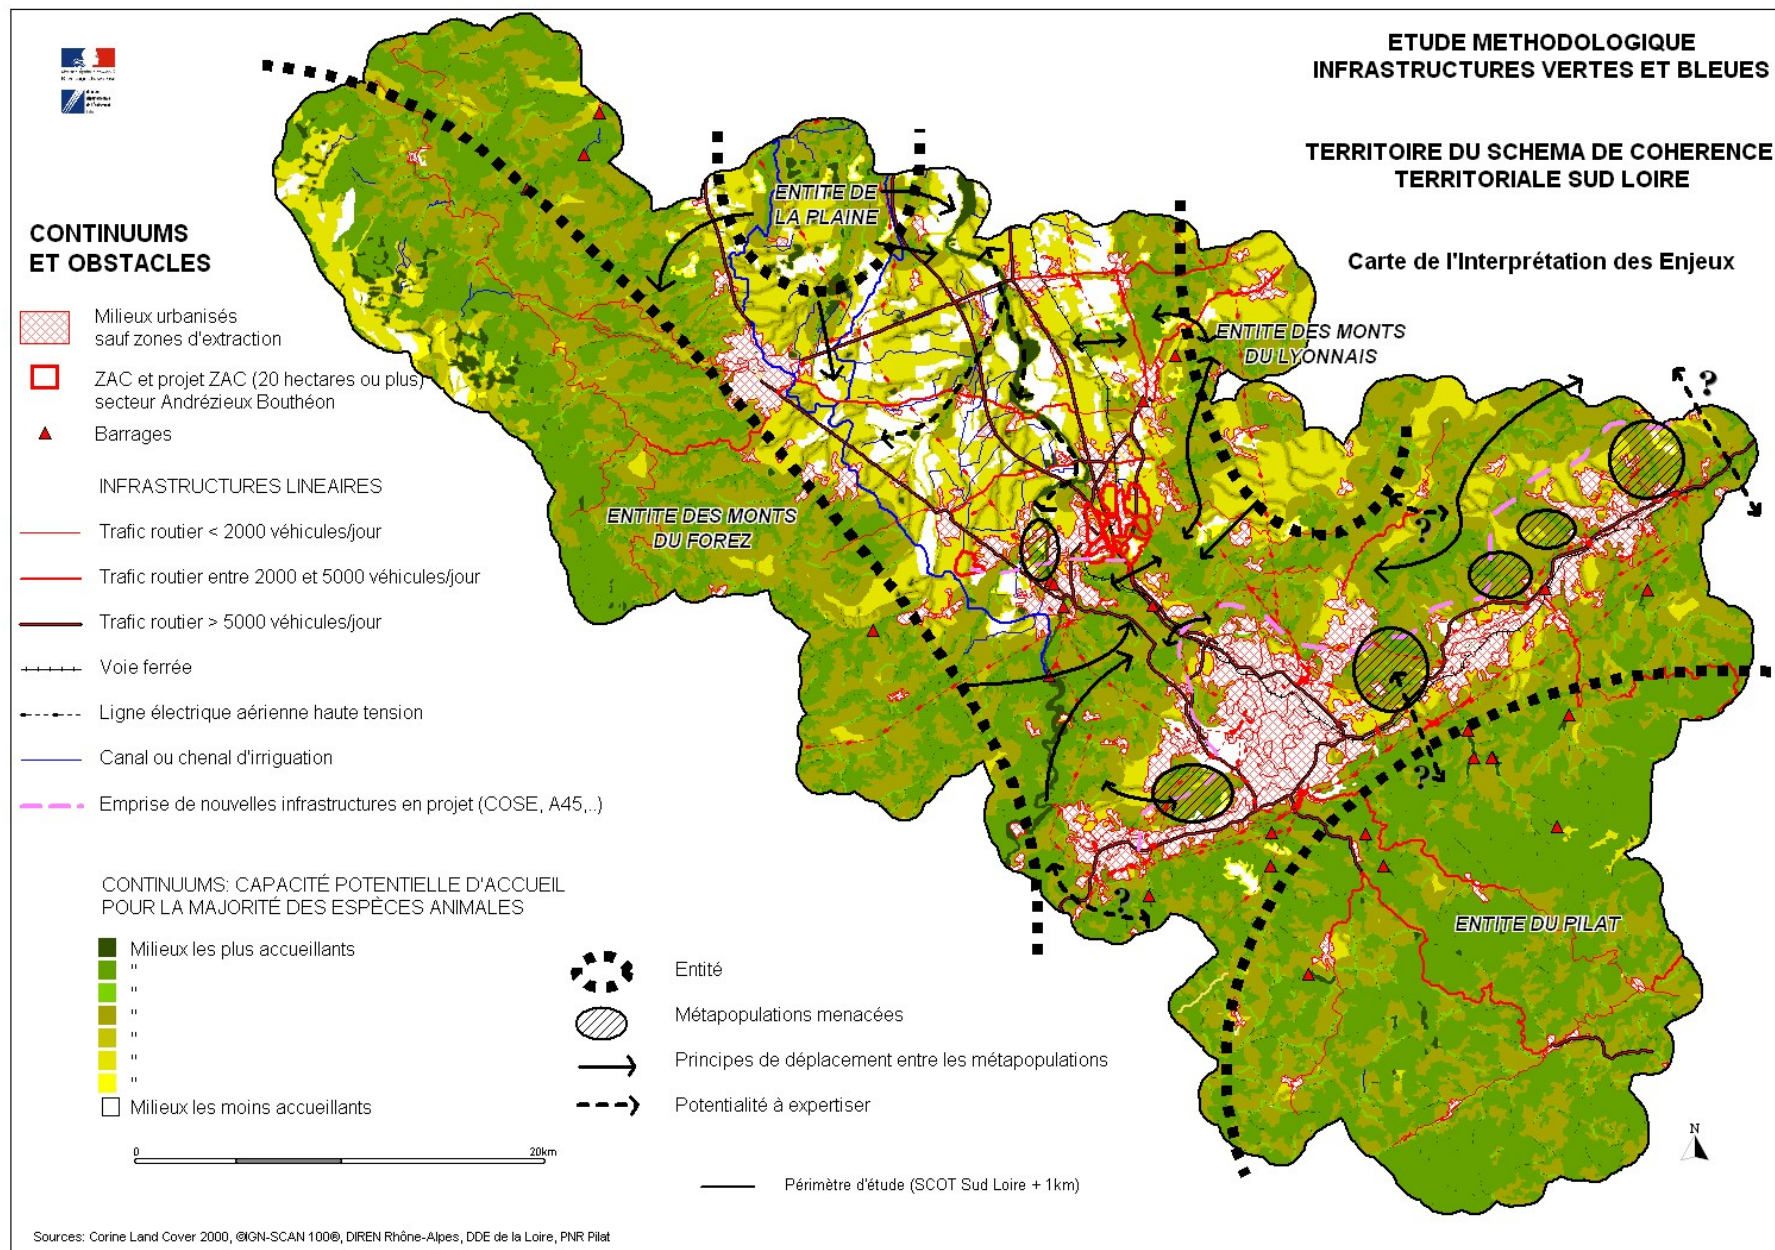 ETUDE METHODOLOGIQUE
INFRASTRUCTURES VERTES ET BLEUES
TERRITOIRE DU SCHEMA DE COHERENCE
TERRITORIALE SUD LOIRE
Carte de l'Interprétation des Enjeux
CONTINUUMS
ET OBSTACLES
Milieux urbanisés
sauf zones d'extraction
ZAC et projet ZAC (20 hectares ou plus)
secteur Andrézieux Bouthéon
Barrages
INFRASTRUCTURES LINEAIRES
Trafic routier < 2000 véhicules/jour
Trafic routier entre 2000 et 5000 véhicules/jour
Trafic routier > 5000 véhicules/jour
Voie ferrée
Ligne électrique aérienne haute tension
Canal ou chenal d'irriguation
Emprise de nouvelles infrastructures en projet (COSE, A45,..)
CONTINUUMS: CAPACITÉ POTENTIELLE D'ACCUEIL
POUR LA MAJORITÉ DES ESPÈCES ANIMALES
Milieux les plus accueillants
"
"
"
"
"
"
Milieux les moins accueillants
0 20km
Entité
Métapopulations menacées
Principes de déplacement entre les métapopulations
Potentialité à expertiser
Périmètre d'étude (SCOT Sud Loire + 1km)
ENTITE DE
LA PLAINE
ENTITE DES MONTS
DU LYONNAIS
ENTITE DES MONTS
DU FOREZ
ENTITE DU PILAT
?
?
?
?
N
Sources: Corine Land Cover 2000, ©IGN-SCAN 100®, DIREN Rhône-Alpes, DDE de la Loire, PNR Pilat